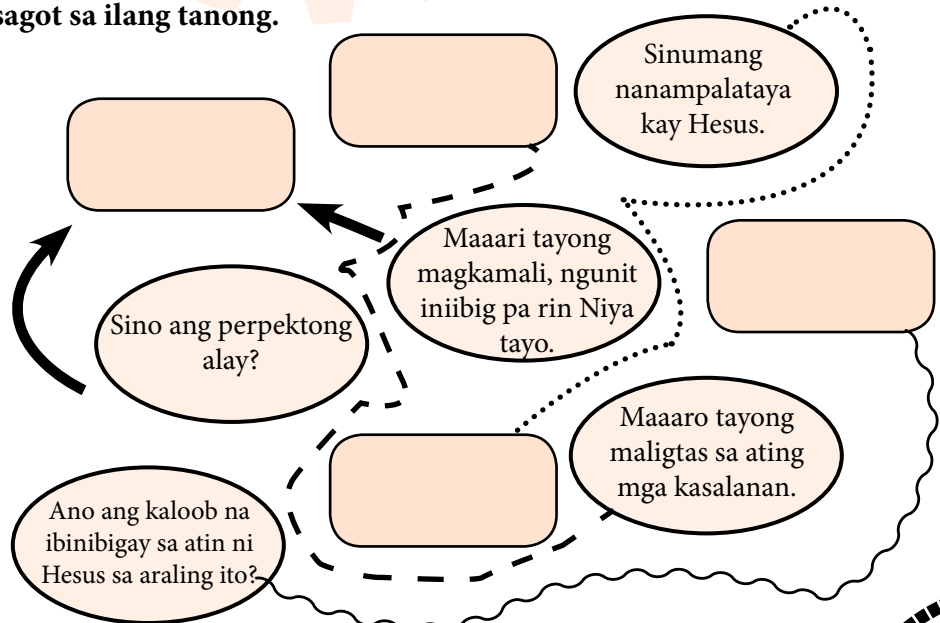 sagot sa ilang tanong.
Sinumang
nanampalataya
kay Hesus.
Maaari tayong
magkamali, ngunit
iniibig pa rin Niya
tayo.
Sino ang perpektong
alay?
Maaaro tayong
maligtas sa ating
mga kasalanan.
Ano ang kaloob na
ibinibigay sa atin ni
Hesus sa araling ito?